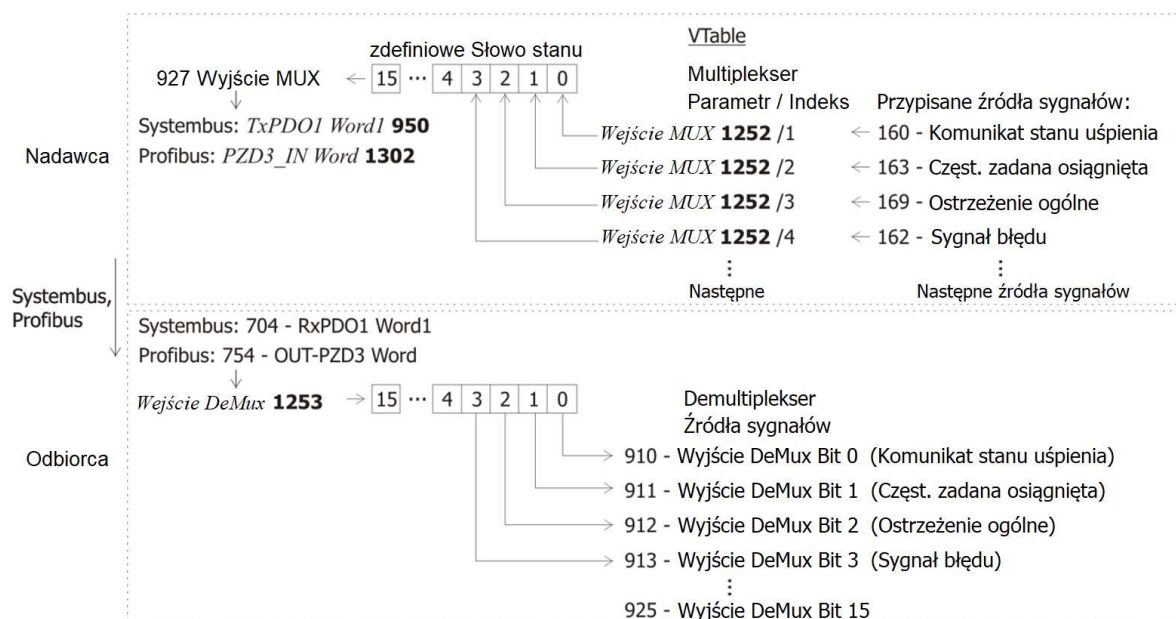 VTable
zdefiniowe Słowo stanu
927 Wyjście MUX ← 15 ··· 4 3 2 1 0
Multiplekser
Parametr / Indeks Przypisane źródła sygnałów:
Systembus: TxPDO1 Word1 950
Profibus: PZD3_IN Word 1302
Nadawca
Wejście MUX 1252 /1 ← 160 - Komunikat stanu uśpienia
Wejście MUX 1252 /2 ← 163 - Częst. zadana osiągnięta
Wejście MUX 1252 /3 ← 169 - Ostrzeżenie ogólne
Wejście MUX 1252 /4 ← 162 - Sygnał błędu
Następne Następne źródła sygnałów
Systembus,
Profibus
Systembus: 704 - RxPDO1 Word1
Profibus: 754 - OUT-PZD3 Word
Wejście DeMux 1253 → 15 ··· 4 3 2 1 0
Demultiplekser
Źródła sygnałów
Odbiorca
910 - Wyjście DeMux Bit 0 (Komunikat stanu uśpienia)
911 - Wyjście DeMux Bit 1 (Częst. zadana osiągnięta)
912 - Wyjście DeMux Bit 2 (Ostrzeżenie ogólne)
913 - Wyjście DeMux Bit 3 (Sygnał błędu)
925 - Wyjście DeMux Bit 15